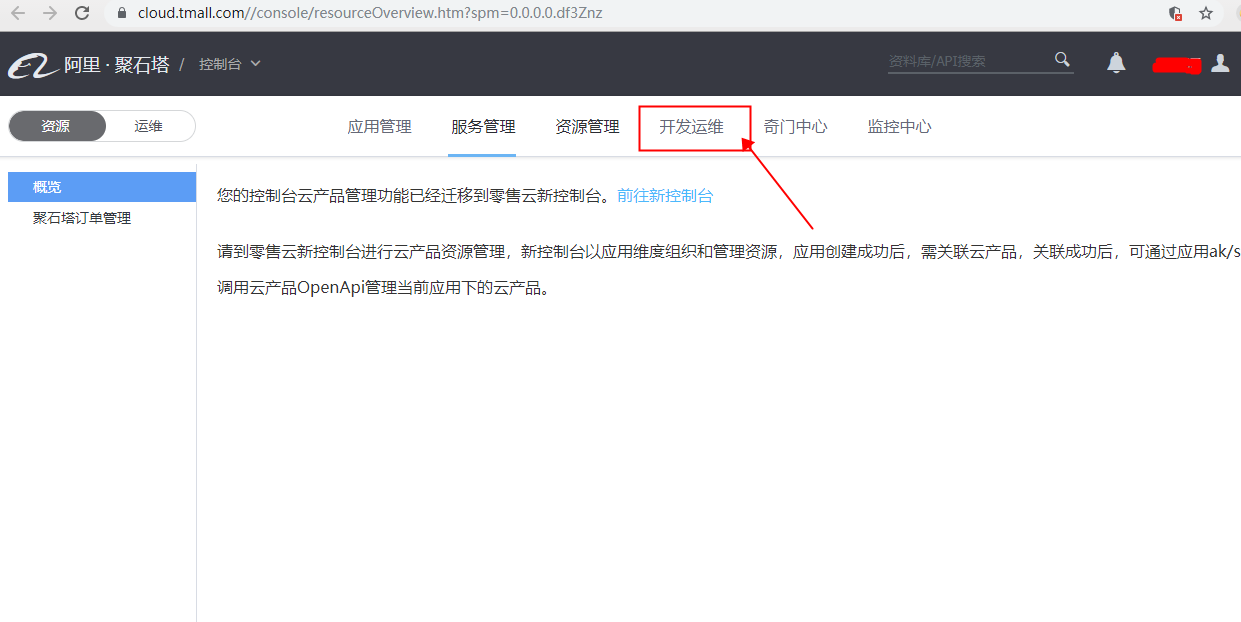 cloud.tmall.com//console/resourceOverview.htm?spm=0.0.0.0.df3Znz
阿里·聚石塔 / 控制台
资料库/API搜索
资源 运维 应用管理 服务管理 资源管理 开发运维 奇门中心 监控中心
概览
聚石塔订单管理
您的控制台云产品管理功能已经迁移到零售云新控制台。前往新控制台
请到零售云新控制台进行云产品资源管理，新控制台以应用维度组织和管理资源，应用创建成功后，需关联云产品，关联成功后，可通过应用ak/s
调用云产品OpenApi管理当前应用下的云产品。